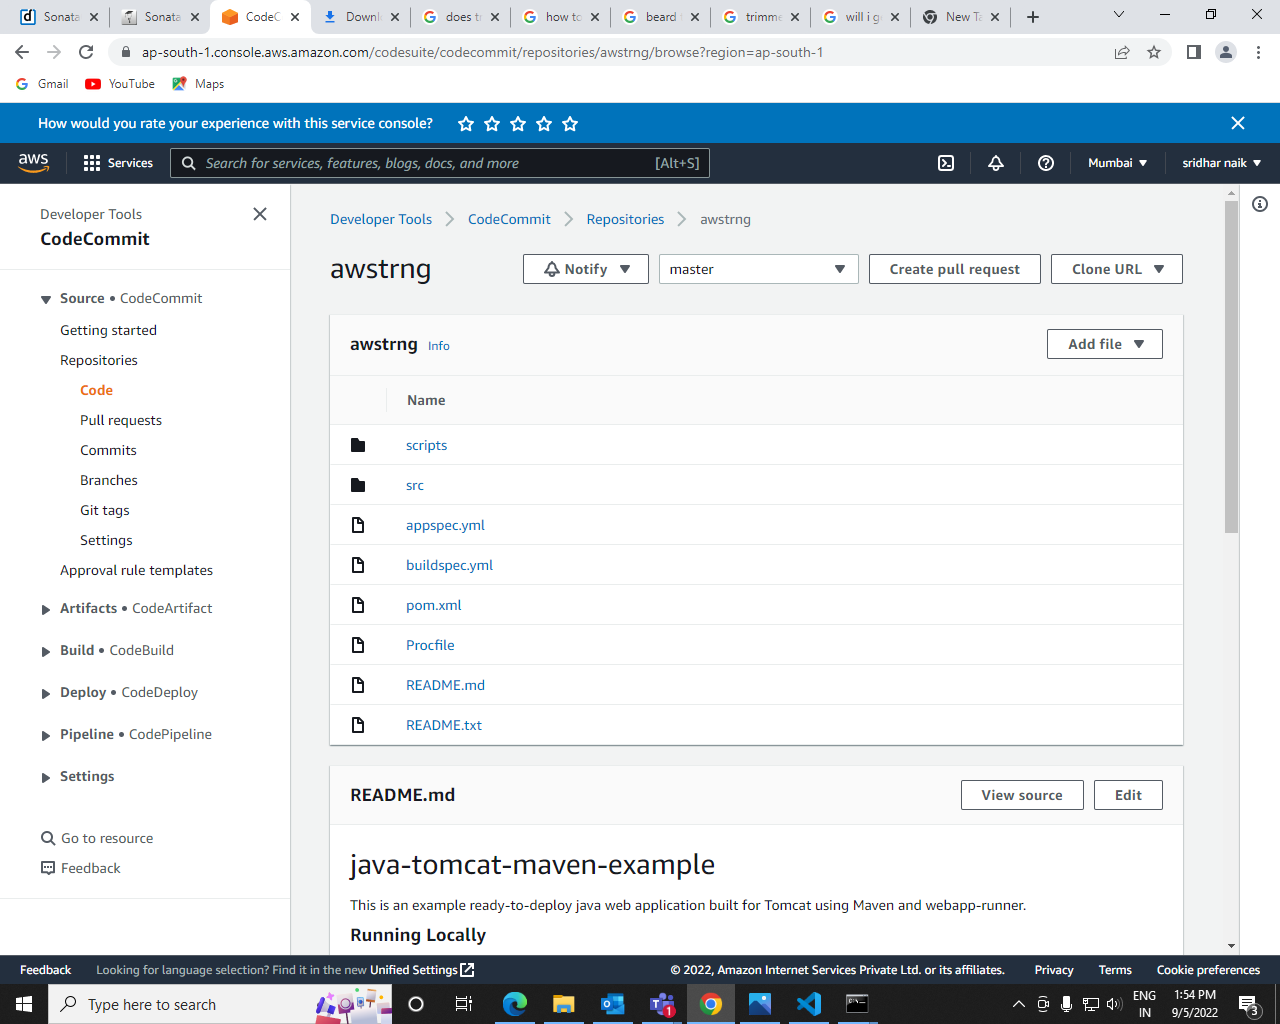 Sonata
Sonata
CodeC
Downl
does tr
how to
beard
trimme
will i g
New Ta
ap-south-1.console.aws.amazon.com/codesuite/codecommit/repositories/awstrng/browse?region=ap-south-1
Gmail
YouTube
Maps
How would you rate your experience with this service console?
aws
Services
Search for services, features, blogs, docs, and more
[Alt+S]
Mumbai
sridhar naik
Developer Tools
CodeCommit
Source • CodeCommit
Getting started
Repositories
Code
Pull requests
Commits
Branches
Git tags
Settings
Approval rule templates
Artifacts • CodeArtifact
Build • CodeBuild
Deploy • CodeDeploy
Pipeline • CodePipeline
Settings
Go to resource
Feedback
Developer Tools
CodeCommit
Repositories
awstrng
awstrng
Notify
master
Create pull request
Clone URL
awstrng Info
Add file
Name
scripts
src
appspec.yml
buildspec.yml
pom.xml
Procfile
README.md
README.txt
README.md
View source
Edit
java-tomcat-maven-example
This is an example ready-to-deploy java web application built for Tomcat using Maven and webapp-runner.
Running Locally
Feedback
Looking for language selection? Find it in the new Unified Settings
© 2022, Amazon Internet Services Private Ltd. or its affiliates.
Privacy
Terms
Cookie preferences
Type here to search
1
ENG
IN
1:54 PM
9/5/2022
3